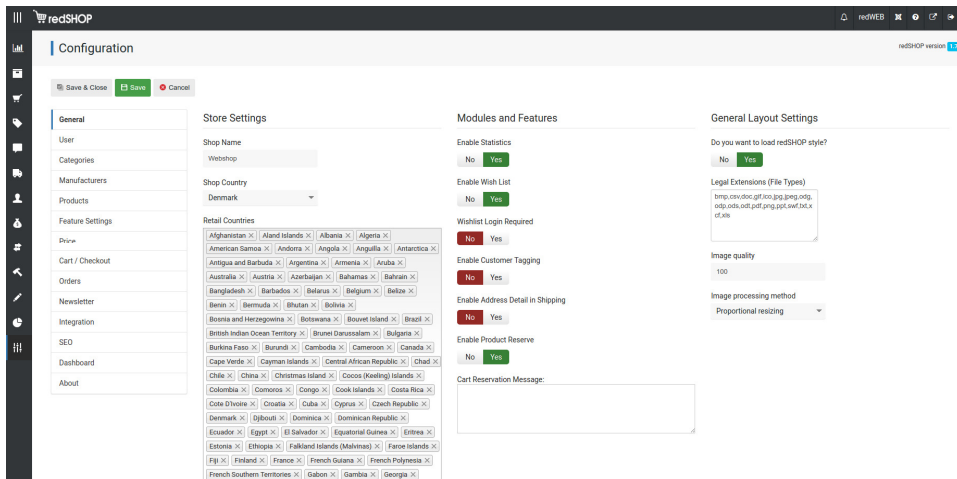 redSHOP
redWEB
Configuration
redSHOP version
Save & Close
Save
Cancel
General
User
Categories
Manufacturers
Products
Feature Settings
Price
Cart / Checkout
Orders
Newsletter
Integration
SEO
Dashboard
About
Store Settings
Shop Name
Webshop
Shop Country
Denmark
Retail Countries
Afghanistan × Aland Islands × Albania × Algeria ×
American Samoa × Andorra × Angola × Anguilla × Antarctica ×
Antigua and Barbuda × Argentina × Armenia × Aruba ×
Australia × Austria × Azerbaijan × Bahamas × Bahrain ×
Bangladesh × Barbados × Belarus × Belgium × Belize ×
Benin × Bermuda × Bhutan × Bolivia ×
Bosnia and Herzegowina × Botswana × Bouvet Island × Brazil ×
British Indian Ocean Territory × Brunei Darussalam × Bulgaria ×
Burkina Faso × Burundi × Cambodia × Cameroon × Canada ×
Cape Verde × Cayman Islands × Central African Republic × Chad ×
Chile × China × Christmas Island × Cocos (Keeling) Islands ×
Colombia × Comoros × Congo × Cook Islands × Costa Rica ×
Cote D'Ivoire × Croatia × Cuba × Cyprus × Czech Republic ×
Denmark × Djibouti × Dominica × Dominican Republic ×
Ecuador × Egypt × El Salvador × Equatorial Guinea × Eritrea ×
Estonia × Ethiopia × Falkland Islands (Malvinas) × Faroe Islands ×
Fiji × Finland × France × French Guiana × French Polynesia ×
French Southern Territories × Gabon × Gambia × Georgia ×
Modules and Features
Enable Statistics
No Yes
Enable Wish List
No Yes
Wishlist Login Required
No Yes
Enable Customer Tagging
No Yes
Enable Address Detail in Shipping
No Yes
Enable Product Reserve
No Yes
Cart Reservation Message:
General Layout Settings
Do you want to load redSHOP style?
No Yes
Legal Extensions (File Types)
bmp,csv,doc,gif,ico,jpg,jpeg,odg,
odp,ods,odt,pdf,png,ppt,swf,txt,x
cf,xls
Image quality
100
Image processing method
Proportional resizing